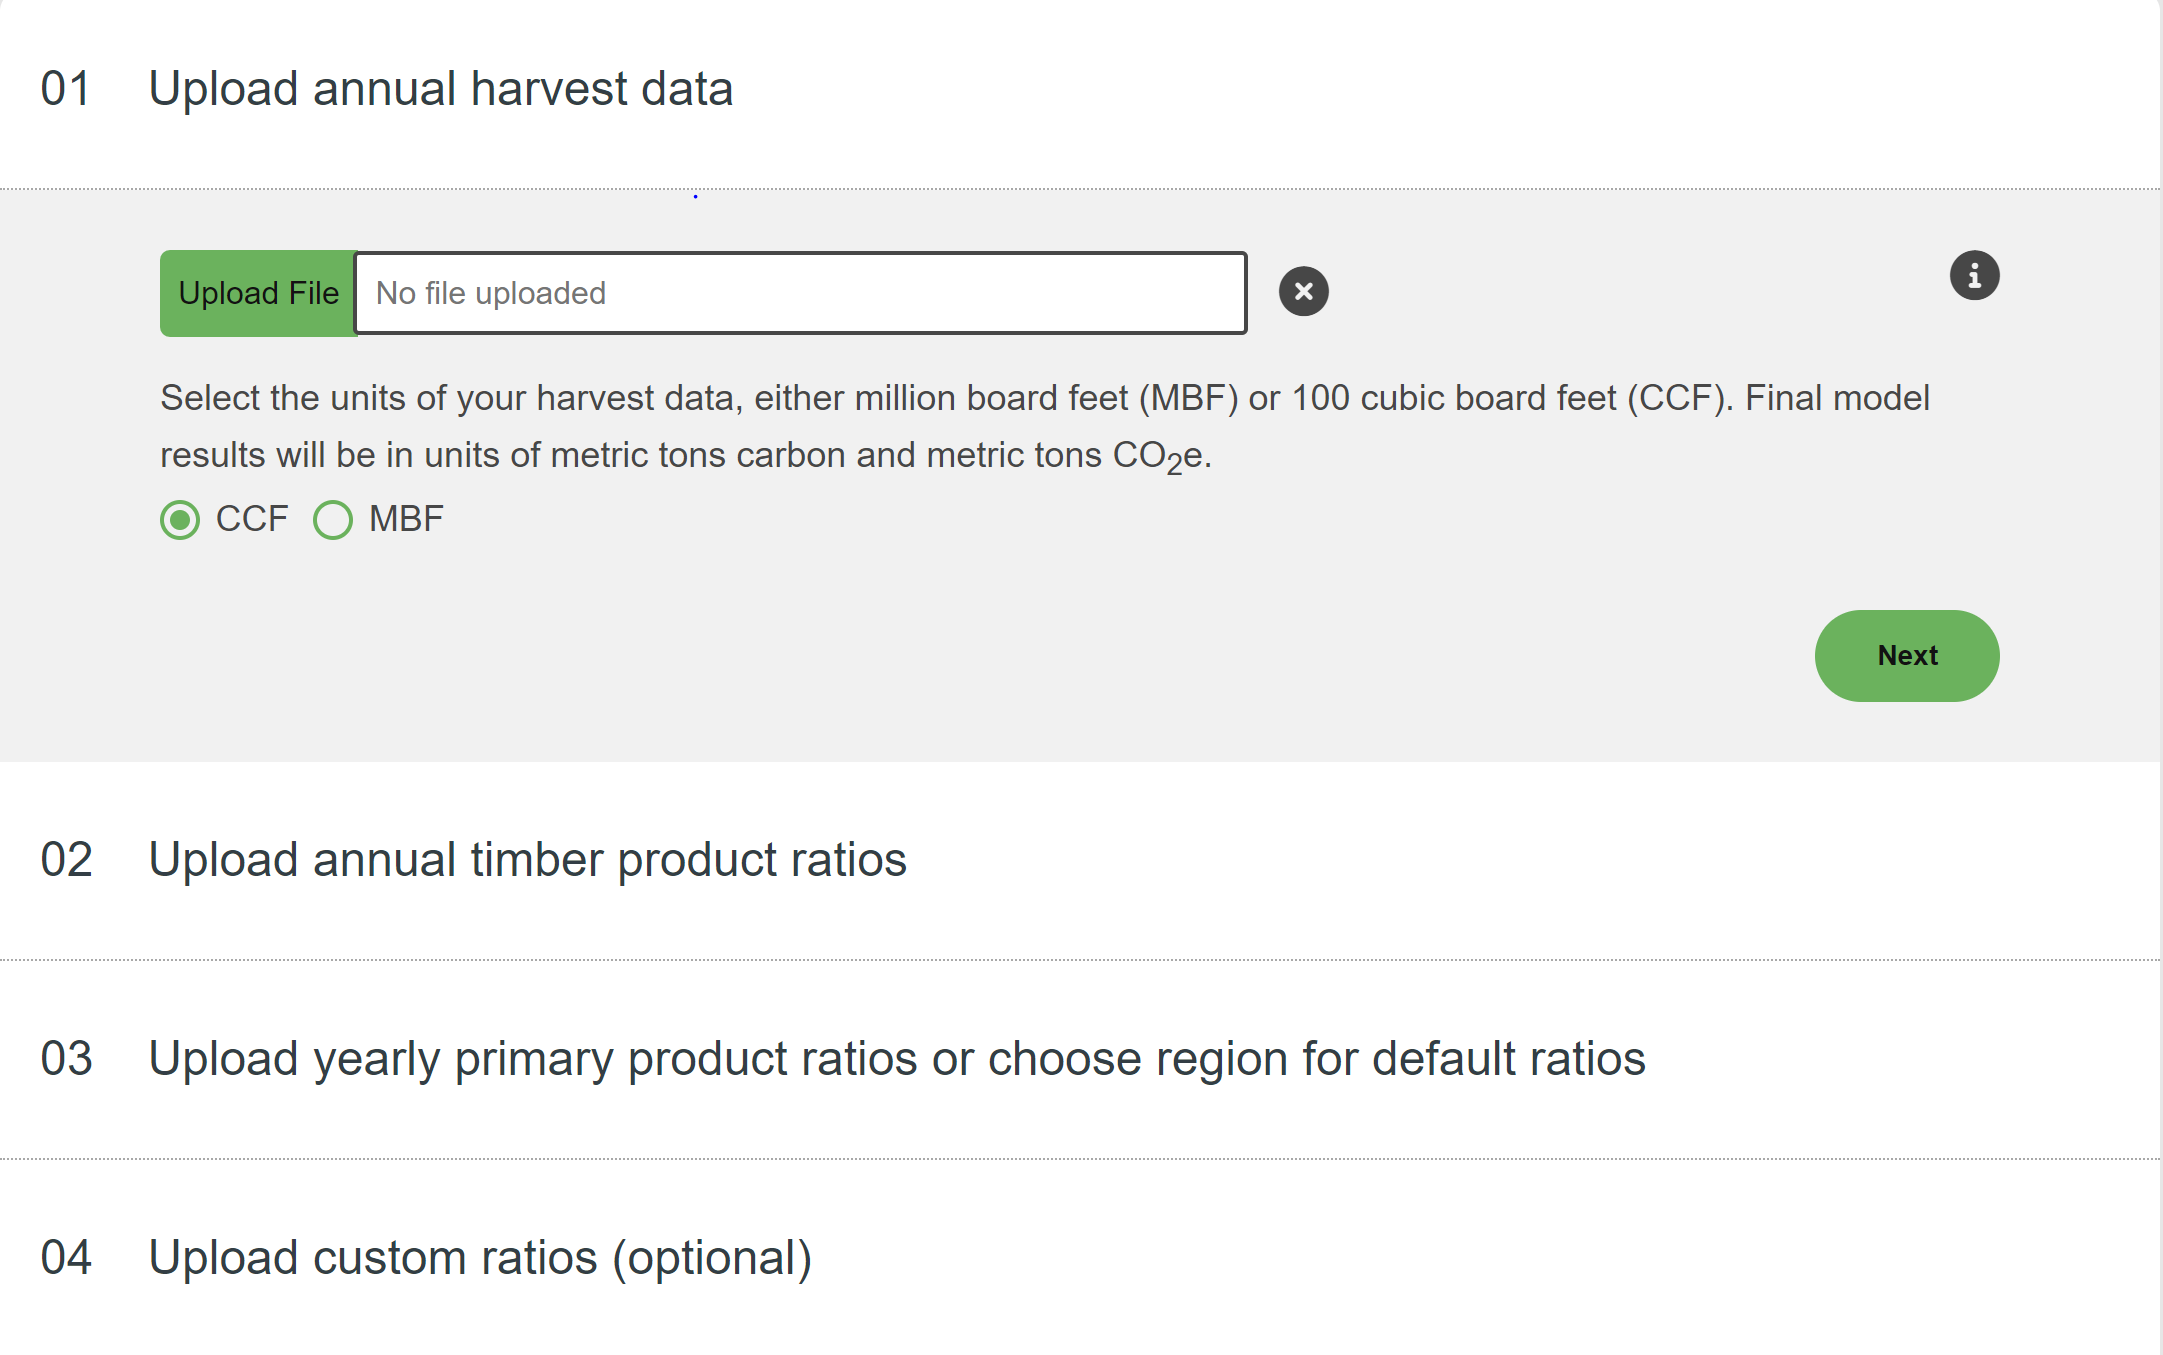 01 Upload annual harvest data
Upload File No file uploaded
Select the units of your harvest data, either million board feet (MBF) or 100 cubic board feet (CCF). Final model
results will be in units of metric tons carbon and metric tons CO₂e.
CCF MBF
Next
02 Upload annual timber product ratios
03 Upload yearly primary product ratios or choose region for default ratios
04 Upload custom ratios (optional)